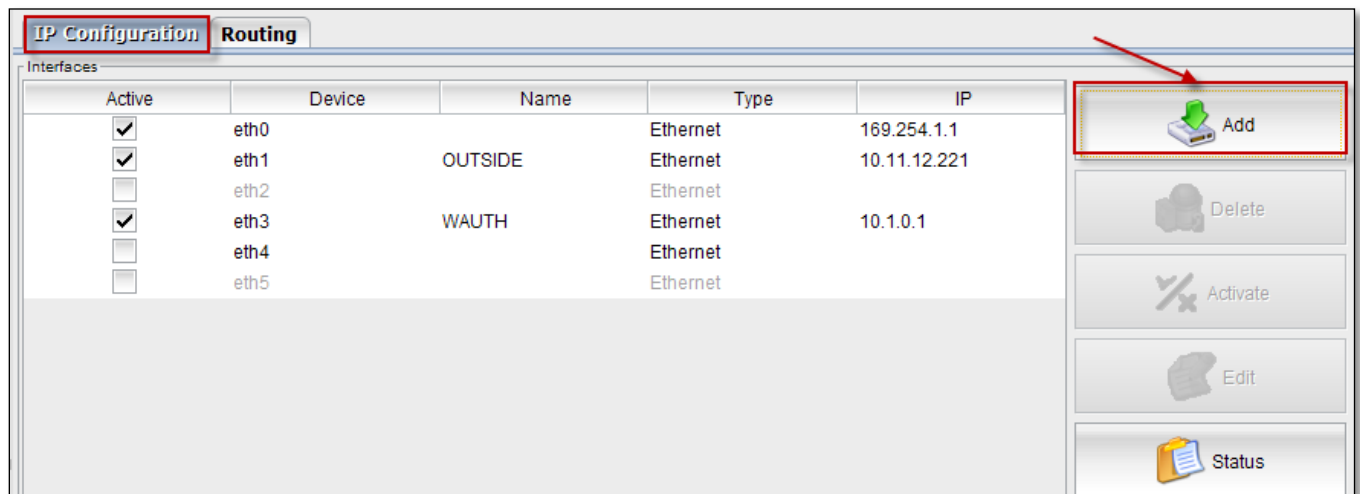 IP Configuration Routing
Interfaces
Active Device Name Type IP
eth0 Ethernet 169.254.1.1
eth1 OUTSIDE Ethernet 10.11.12.221
eth2 Ethernet
eth3 WAUTH Ethernet 10.1.0.1
eth4 Ethernet
eth5 Ethernet
Add
Delete
Activate
Edit
Status